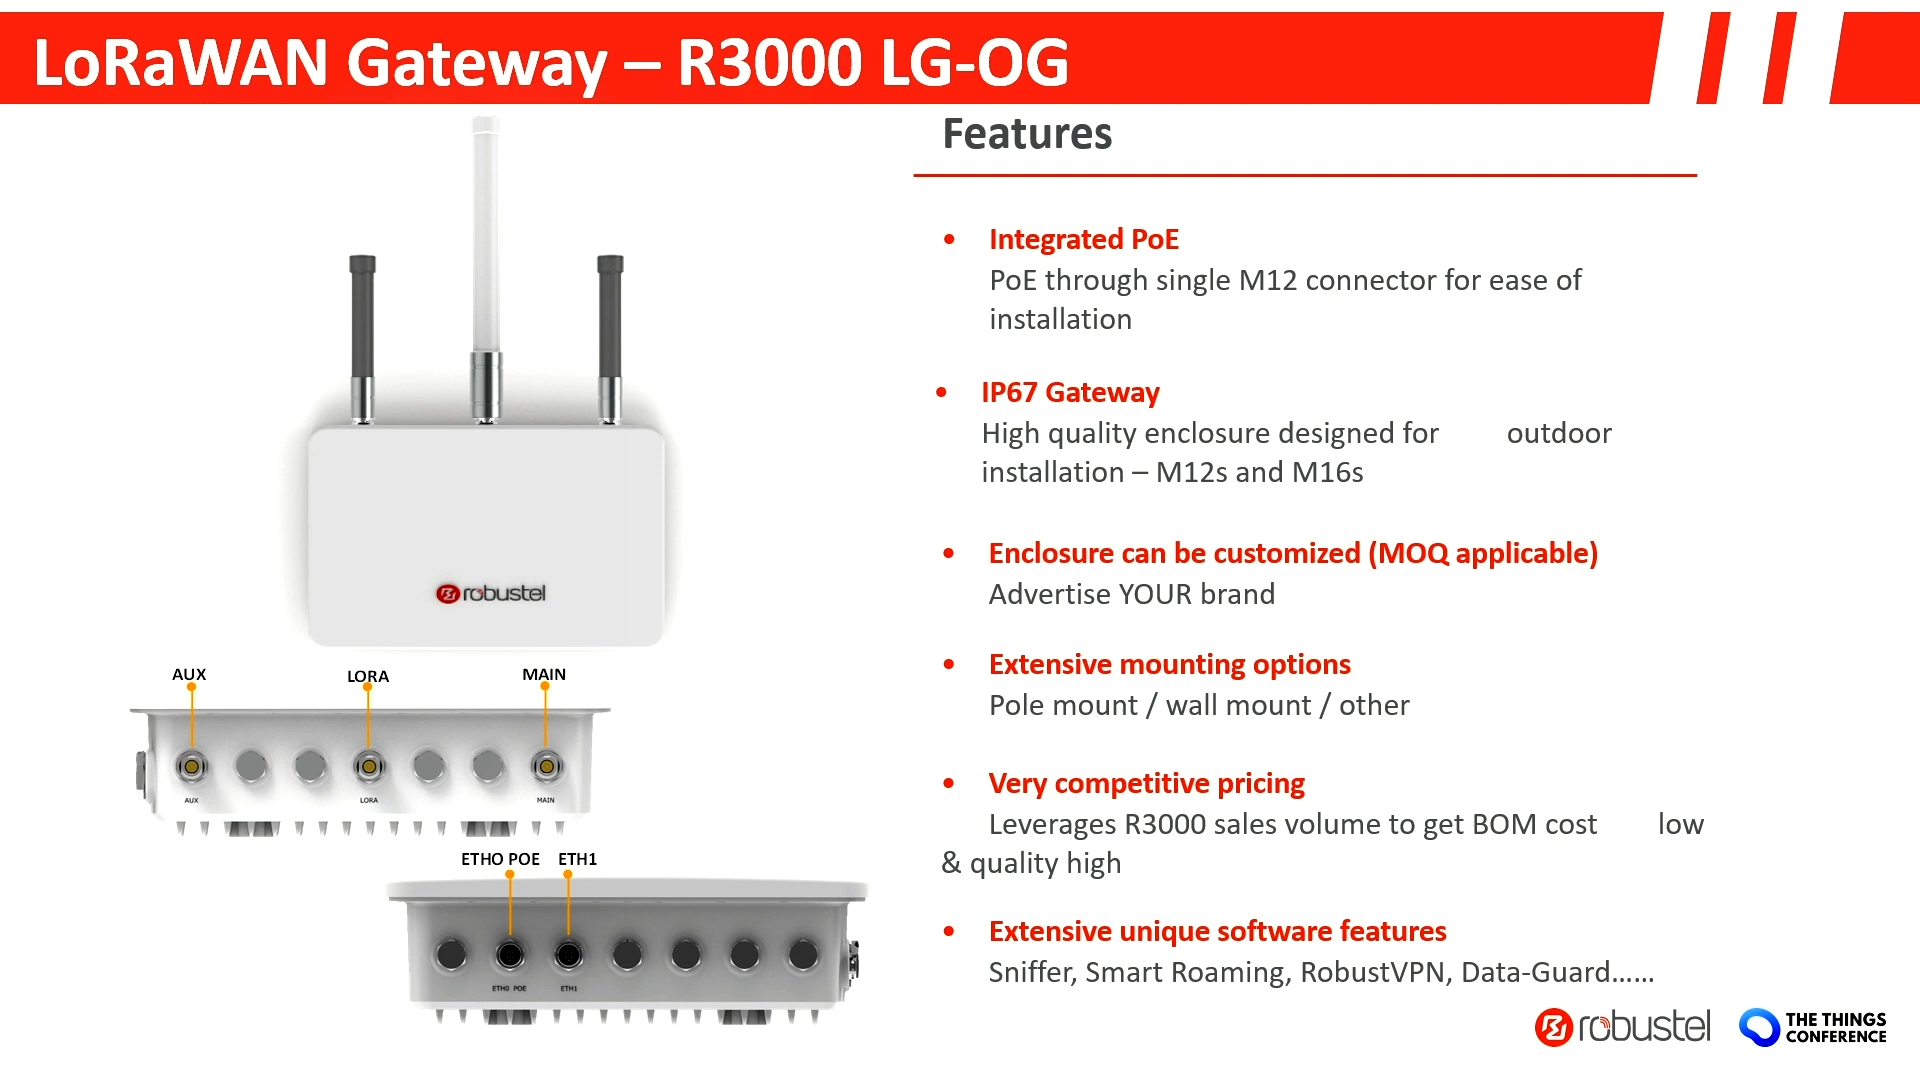 LoRaWAN Gateway – R3000 LG-OG
Features
• Integrated PoE
PoE through single M12 connector for ease of
installation
• IP67 Gateway
High quality enclosure designed for outdoor
installation – M12s and M16s
• Enclosure can be customized (MOQ applicable)
Advertise YOUR brand
• Extensive mounting options
Pole mount / wall mount / other
• Very competitive pricing
Leverages R3000 sales volume to get BOM cost low
& quality high
• Extensive unique software features
Sniffer, Smart Roaming, RobustVPN, Data-Guard......
robustel
AUX LORA MAIN
AUX LORA MAIN
ETHO POE ETH1
ETH0 POE ETH1
robustel
THE THINGS
CONFERENCE